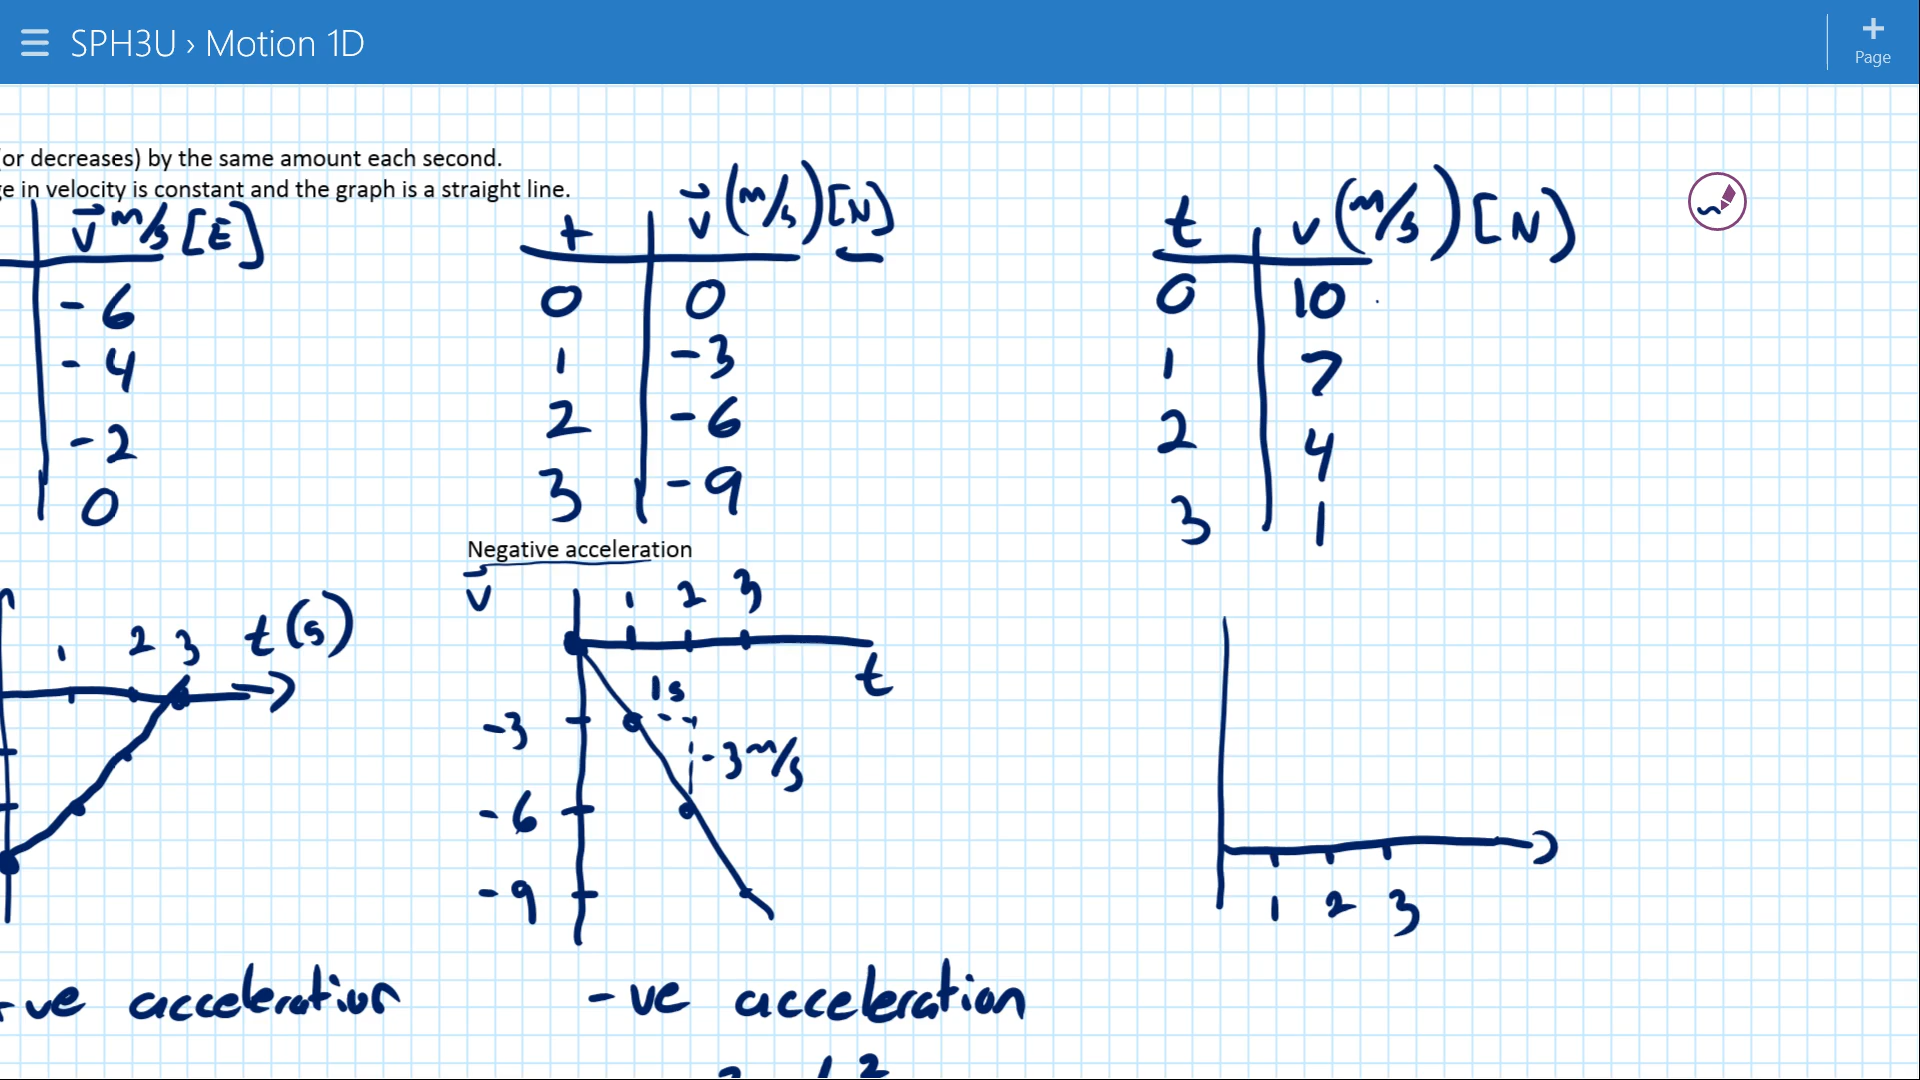 SPH3U › Motion 1D
+
Page
(or decreases) by the same amount each second.
e in velocity is constant and the graph is a straight line.
v m/s [E]
-6
-4
-2
0
t v (m/s) [N]
0 0
1 -3
2 -6
3 -9
t v (m/s) [N]
0 10
1 7
2 4
3 1
Negative acceleration
1 2 3 t(s)
v
1 2 3
t
1s
-3 m/s
-3
-6
-9
1 2 3
ve acceleration
-ve acceleration